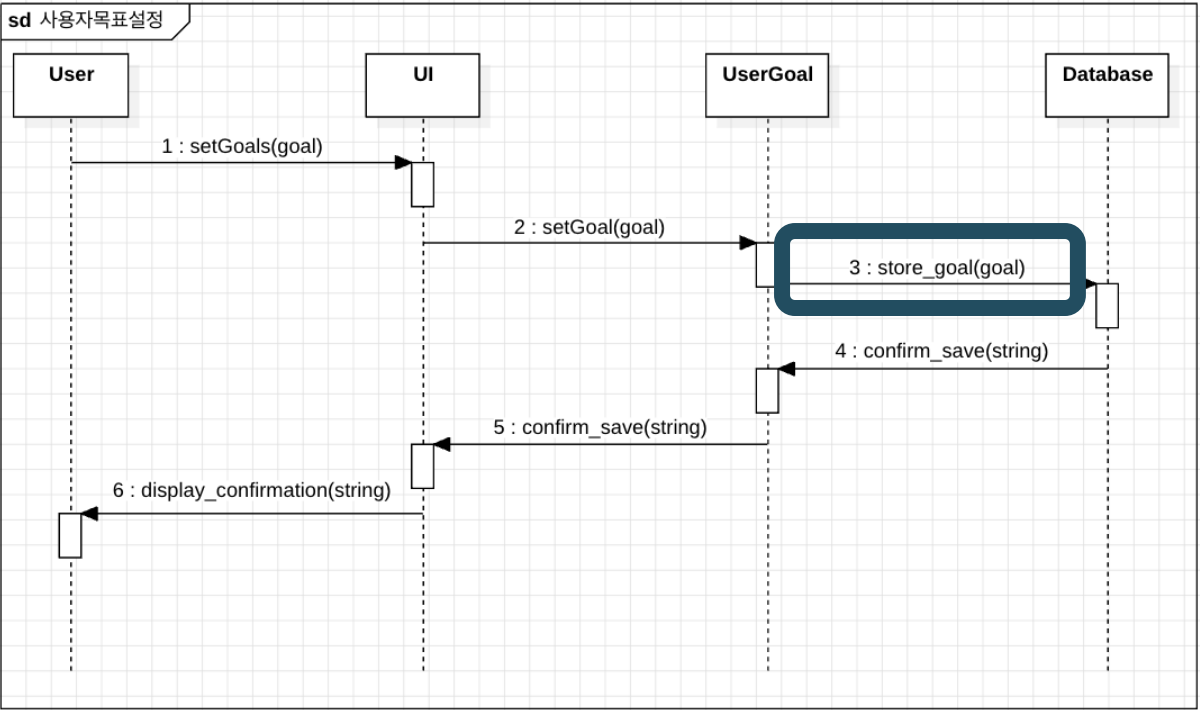 sd 사용자목표설정
User
UI
UserGoal
Database
1 : setGoals(goal)
2 : setGoal(goal)
3 : store_goal(goal)
4 : confirm_save(string)
5 : confirm_save(string)
6 : display_confirmation(string)